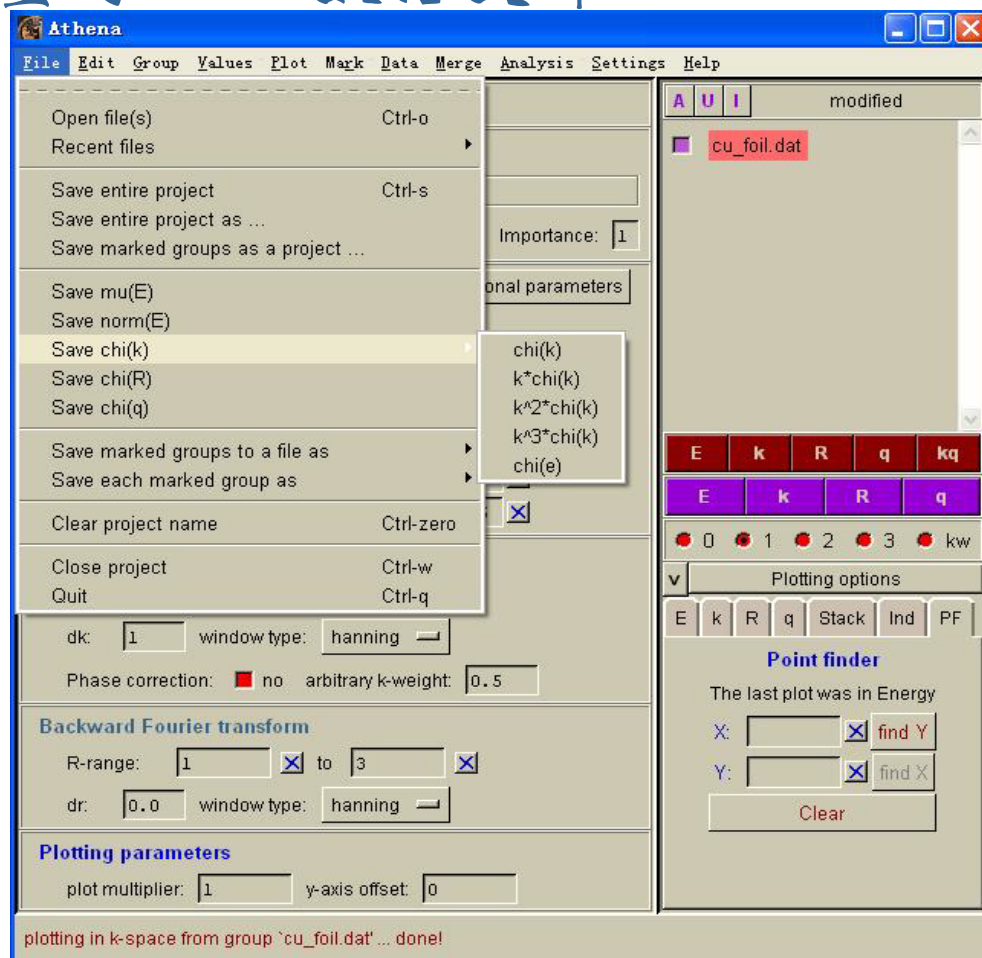 Athena
File Edit Group Values Plot Mark Data Merge Analysis Settings Help
Open file(s) Ctrl-o
Recent files
Save entire project Ctrl-s
Save entire project as ...
Save marked groups as a project ...
Save mu(E)
Save norm(E)
Save chi(k)
Save chi(R)
Save chi(q)
Save marked groups to a file as
Save each marked group as
Clear project name Ctrl-zero
Close project Ctrl-w
Quit Ctrl-q
chi(k)
k*chi(k)
k^2*chi(k)
k^3*chi(k)
chi(e)
Importance: 1
onal parameters
dk: 1 window type: hanning
Phase correction: no arbitrary k-weight: 0.5
Backward Fourier transform
R-range: 1 to 3
dr: 0.0 window type: hanning
Plotting parameters
plot multiplier: 1 y-axis offset: 0
A U I modified
cu_foil.dat
E k R q kq
E k R q
0 1 2 3 kw
v Plotting options
E k R q Stack Ind PF
Point finder
The last plot was in Energy
X: find Y
Y: find X
Clear
plotting in k-space from group `cu_foil.dat' ... done!